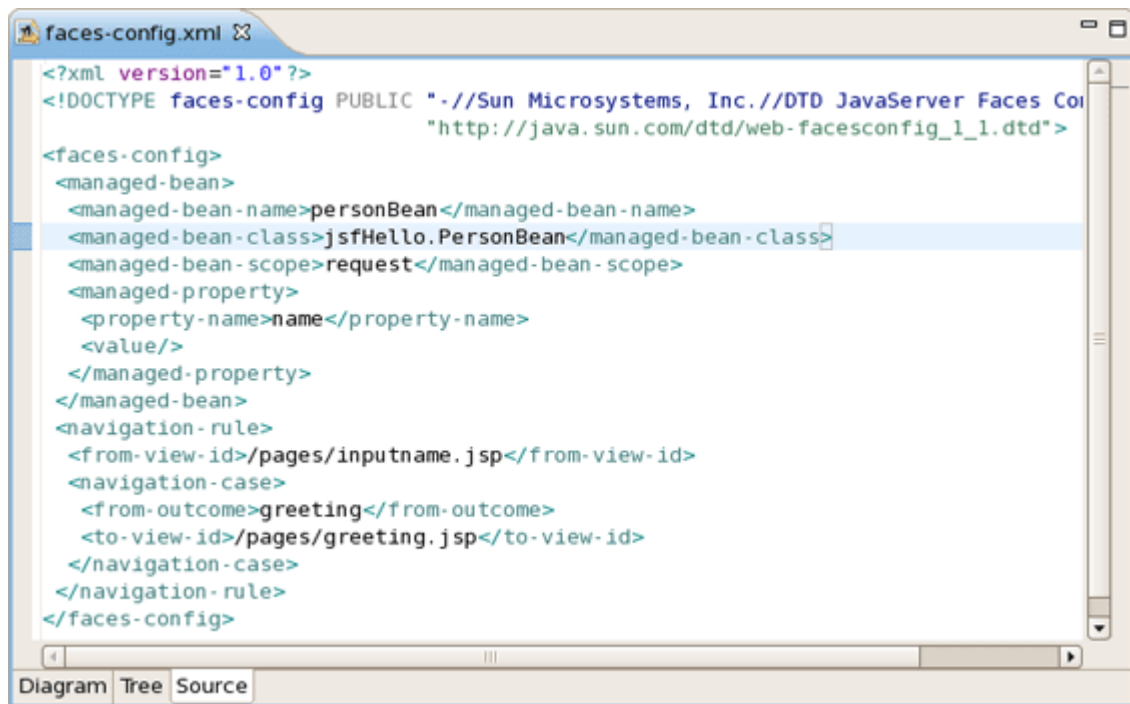 faces-config.xml
<?xml version="1.0"?>
<!DOCTYPE faces-config PUBLIC "-//Sun Microsystems, Inc.//DTD JavaServer Faces
"http://java.sun.com/dtd/web-facesconfig_1_1.dtd">
<faces-config>
<managed-bean>
<managed-bean-name>personBean</managed-bean-name>
<managed-bean-class>jsfHello.PersonBean</managed-bean-class>
<managed-bean-scope>request</managed-bean-scope>
<managed-property>
<property-name>name</property-name>
<value/>
</managed-property>
</managed-bean>
<navigation-rule>
<from-view-id>/pages/inputname.jsp</from-view-id>
<navigation-case>
<from-outcome>greeting</from-outcome>
<to-view-id>/pages/greeting.jsp</to-view-id>
</navigation-case>
</navigation-rule>
</faces-config>
Diagram Tree Source